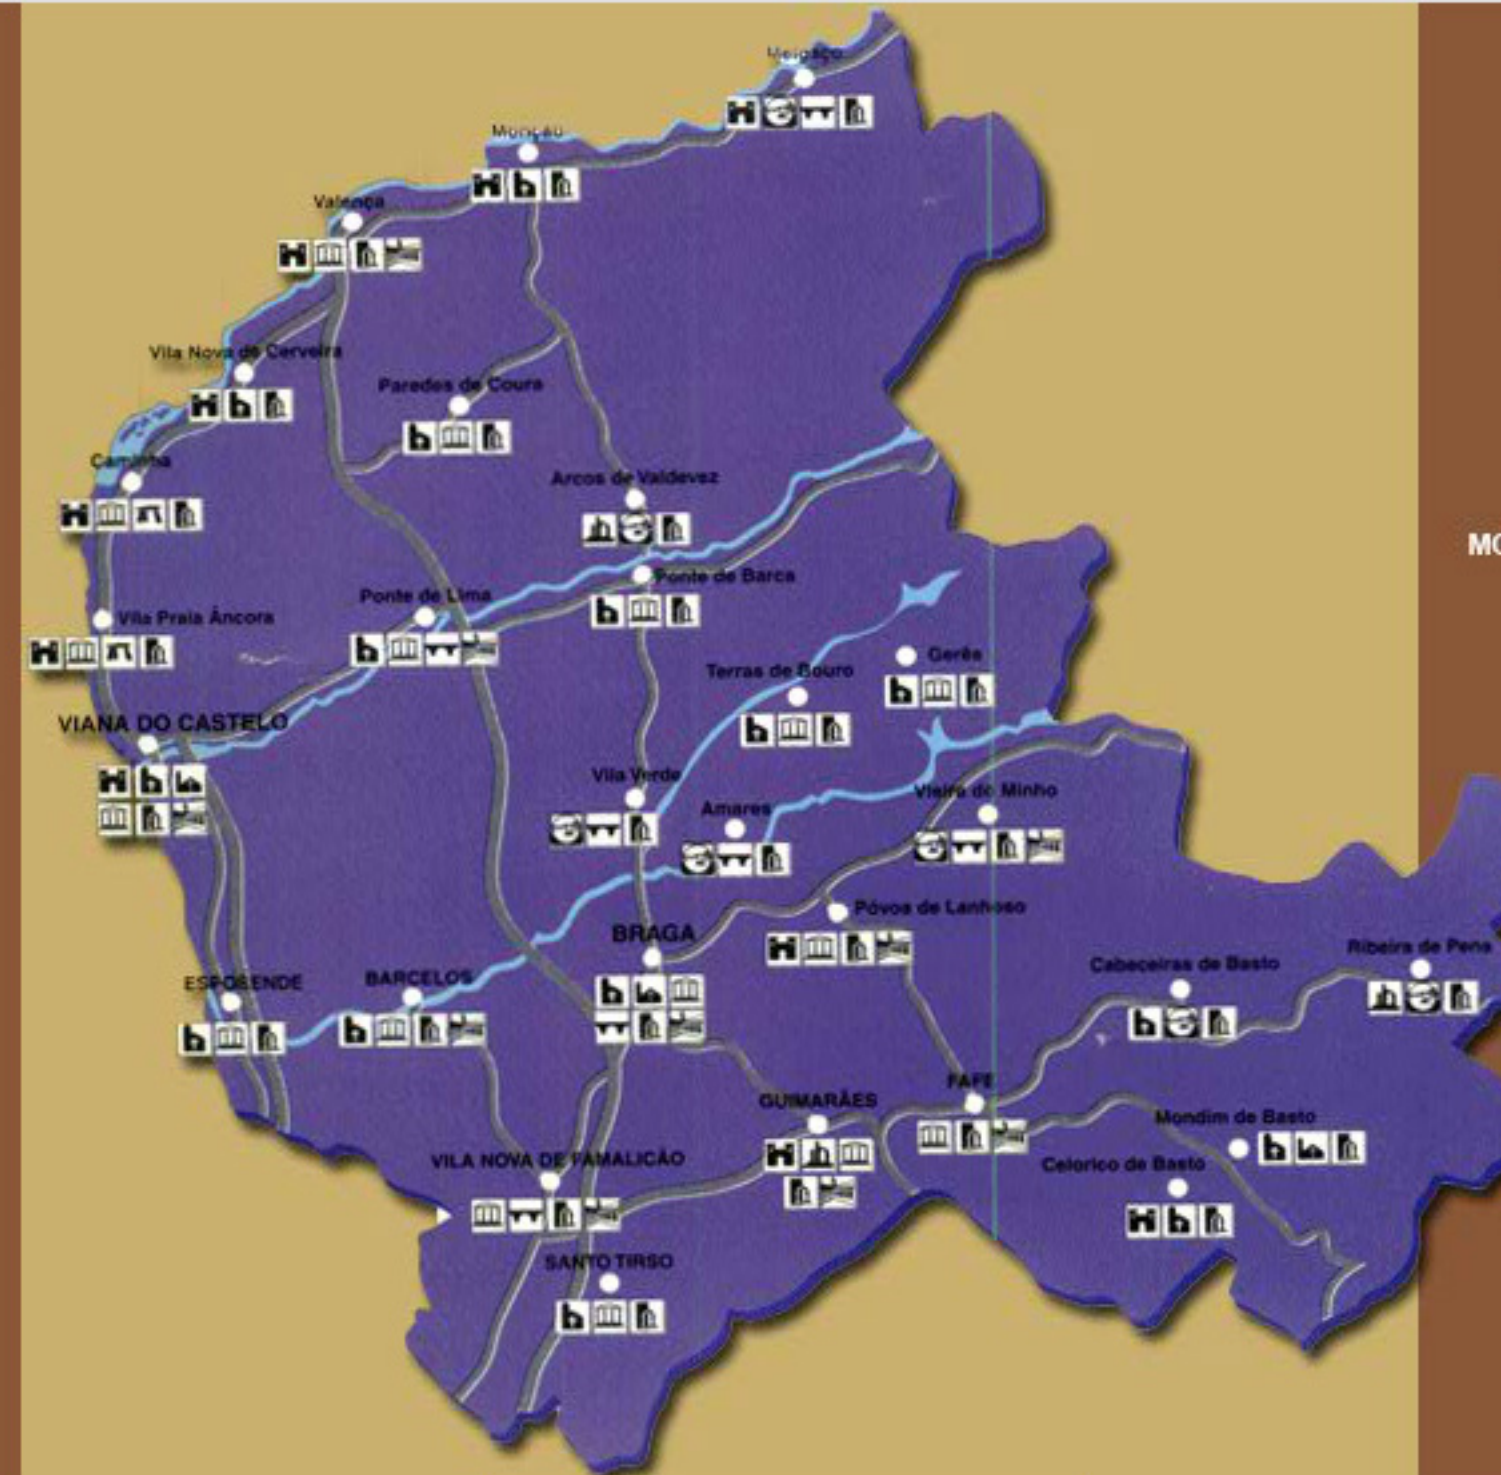 Melgaço
Monção
Valença
Vila Nova de Cerveira
Paredes de Coura
Caminha
Arcos de Valdevez
Ponte de Barca
Ponte de Lima
Vila Praia Âncora
Gerês
Terras de Bouro
VIANA DO CASTELO
Vila Verde
Vieira do Minho
Amares
Póvoa de Lanhoso
BRAGA
Ribeira de Pena
Cabeceiras de Basto
BARCELOS
ESPOSENDE
FAFE
GUIMARÃES
Mondim de Basto
VILA NOVA DE FAMALICÃO
Celorico de Basto
SANTO TIRSO